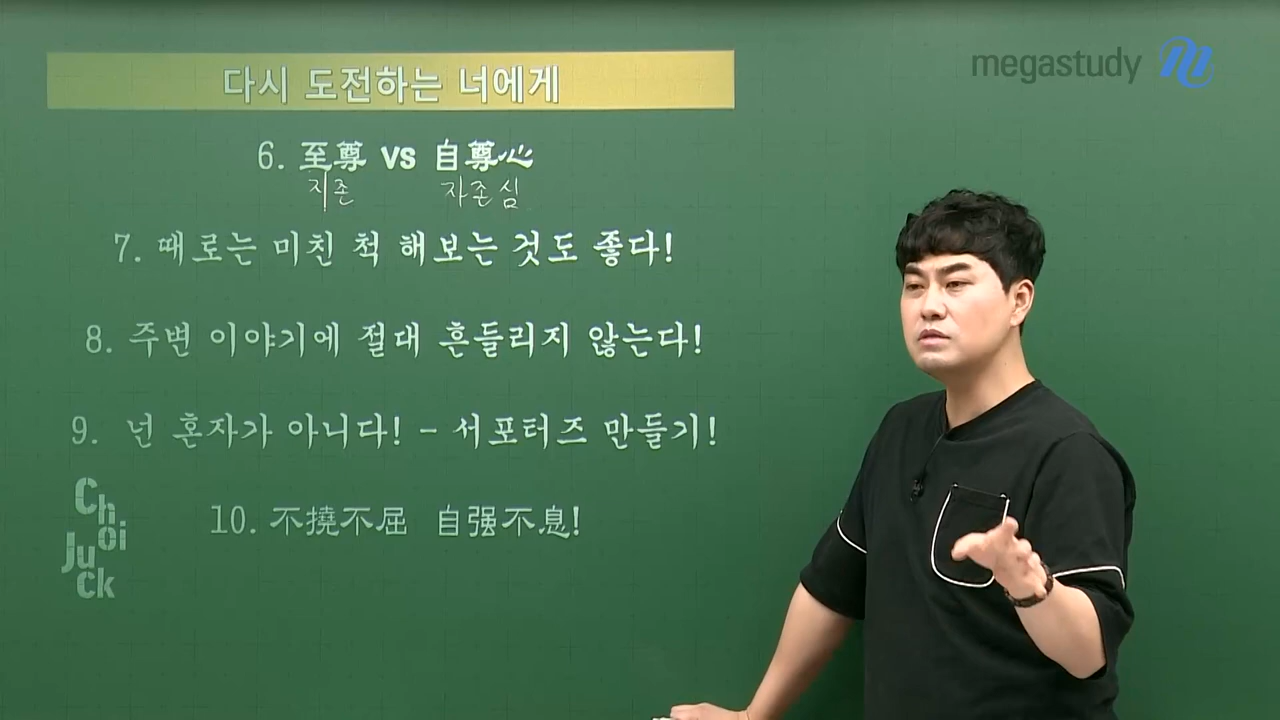 megastudy
다시 도전하는 너에게
6. 至尊 vs 自尊心
지존 자존심
7. 때로는 미친 척 해보는 것도 좋다!
8. 주변 이야기에 절대 흔들리지 않는다!
9. 넌 혼자가 아니다! - 서포터즈 만들기!
10. 不撓不屈 自强不息!
Choi
Juck